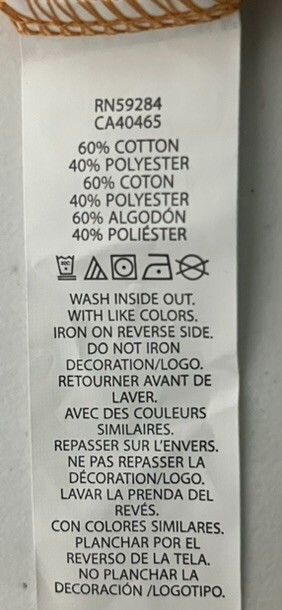 RN59284
CA40465
60% COTTON
40% POLYESTER
60% COTON
40% POLYESTER
60% ALGODÓN
40% POLIÉSTER
WASH INSIDE OUT.
WITH LIKE COLORS.
IRON ON REVERSE SIDE.
DO NOT IRON
DECORATION/LOGO.
RETOURNER AVANT DE
LAVER.
AVEC DES COULEURS
SIMILAIRES.
REPASSER SUR L'ENVERS.
NE PAS REPASSER LA
DÉCORATION/LOGO.
LAVAR LA PRENDA DEL
REVÉS.
CON COLORES SIMILARES.
PLANCHAR POR EL
REVERSO DE LA TELA.
NO PLANCHAR LA
DECORACIÓN /LOGOTIPO.